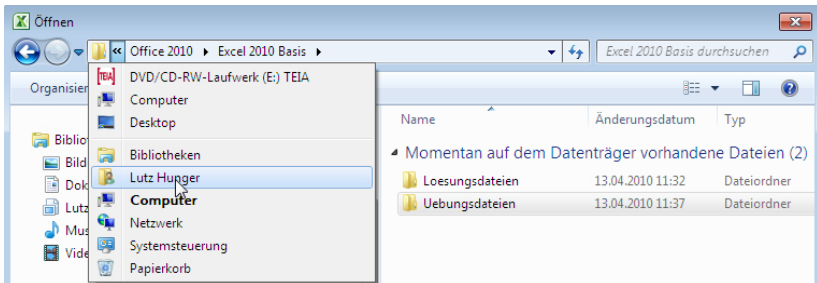 Öffnen
« Office 2010 ▸ Excel 2010 Basis ▸
Excel 2010 Basis durchsuchen
Organisier
TEIA DVD/CD-RW-Laufwerk (E:) TEIA
Computer
Desktop
Bibliotheken
Lutz Hunger
Computer
Netzwerk
Systemsteuerung
Papierkorb
Biblio
Bild
Dok
Lutz
Mus
Vide
Name Änderungsdatum Typ
Momentan auf dem Datenträger vorhandene Dateien (2)
Loesungsdateien 13.04.2010 11:32 Dateiordner
Uebungsdateien 13.04.2010 11:37 Dateiordner